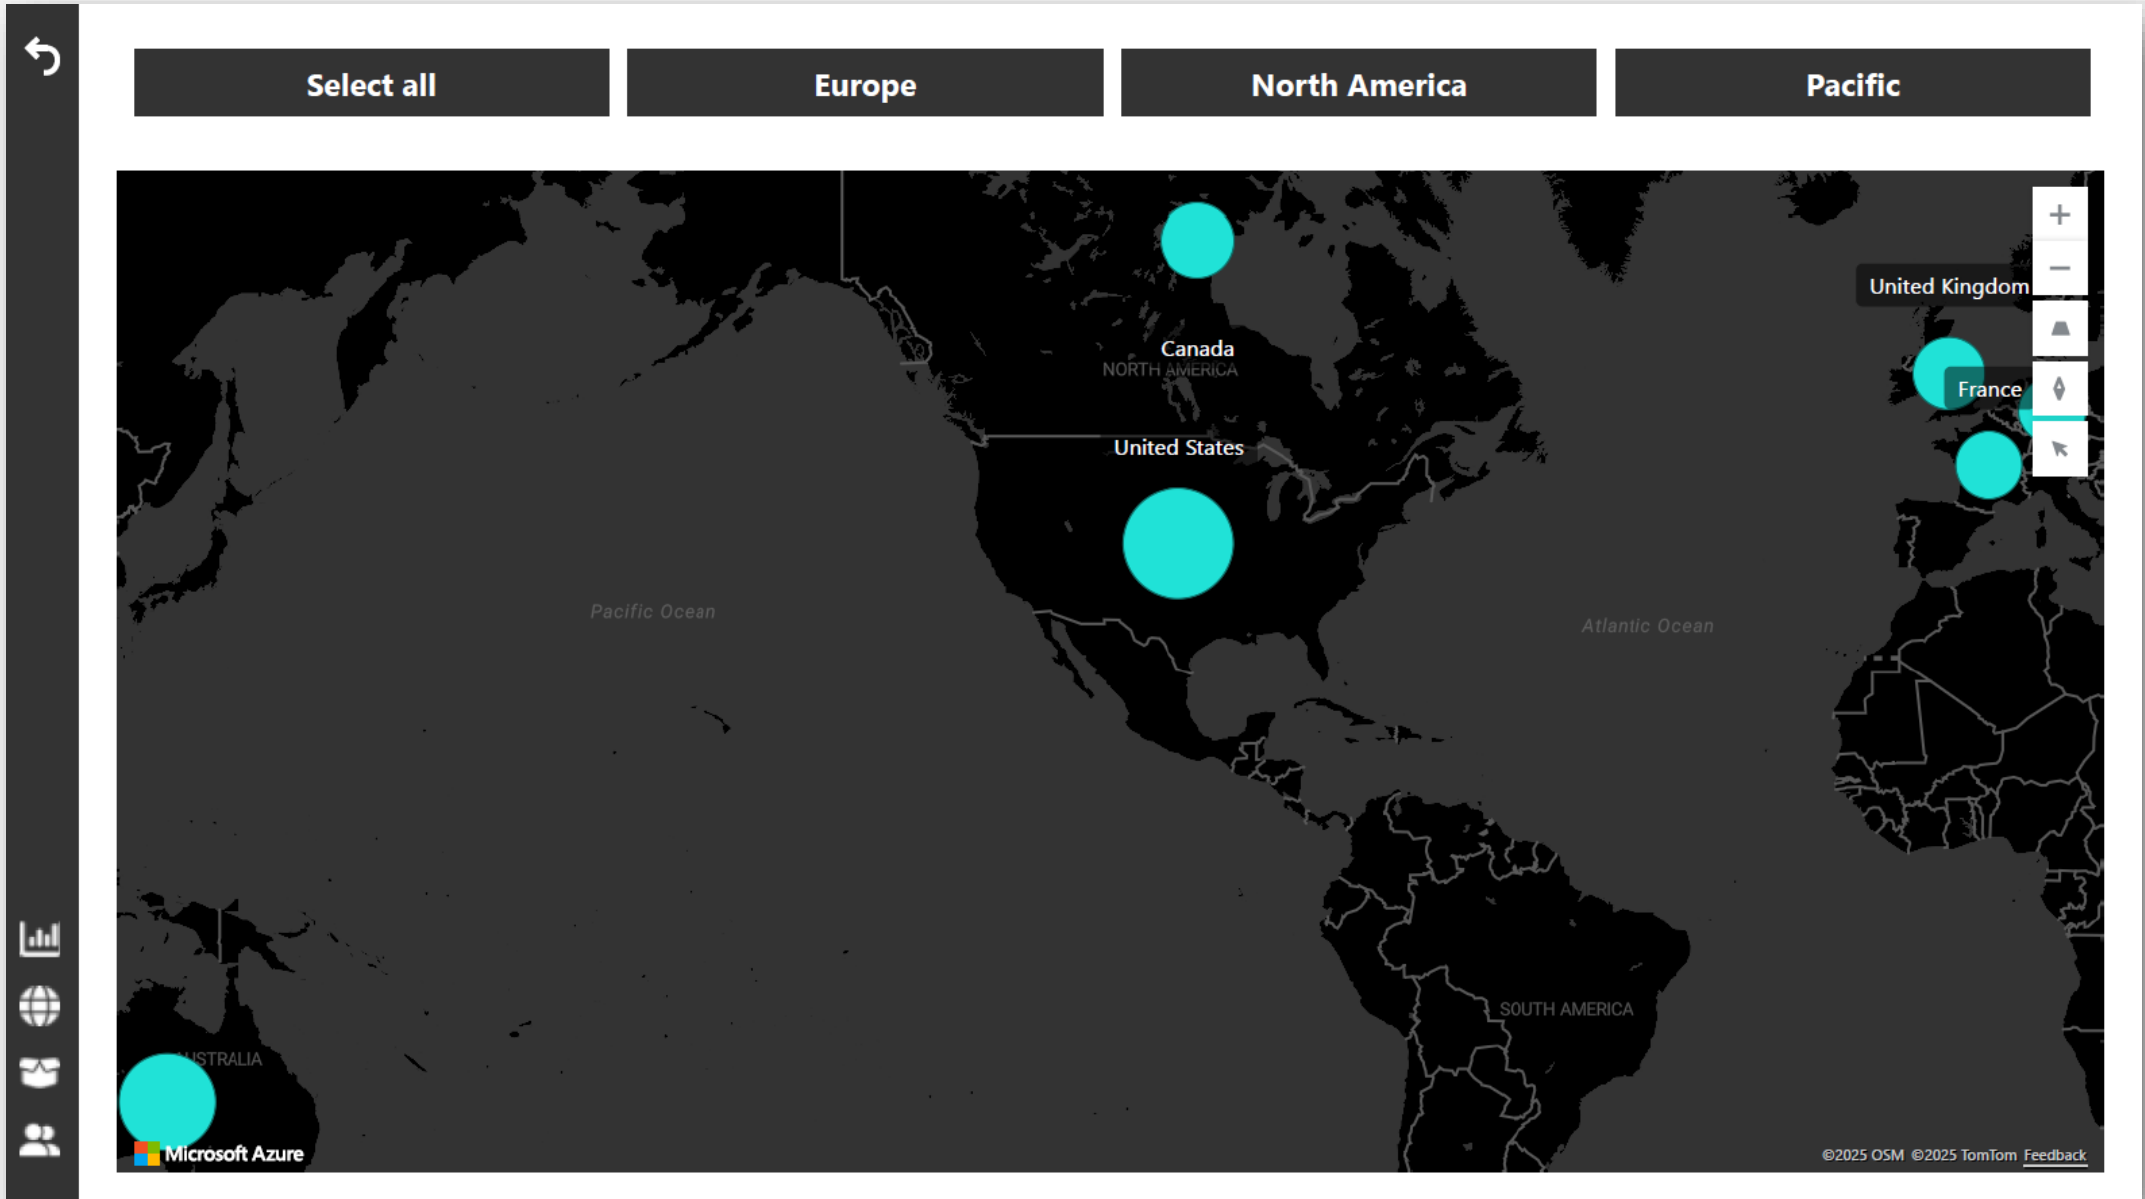 Select all
Europe
North America
Pacific
United Kingdom
Canada
NORTH AMERICA
France
United States
Pacific Ocean
Atlantic Ocean
SOUTH AMERICA
USTRALIA
Microsoft Azure
©2025 OSM ©2025 TomTom Feedback